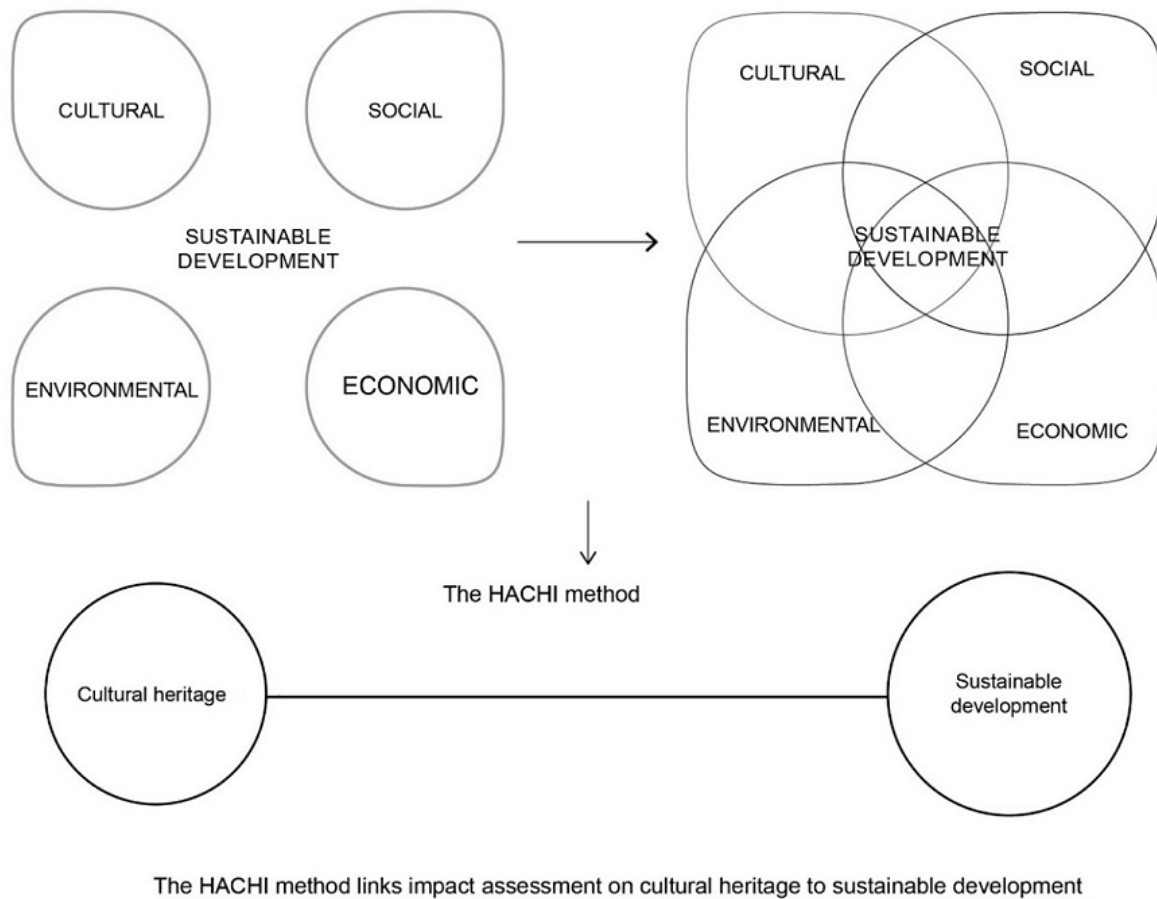 CULTURAL
SOCIAL
SUSTAINABLE
DEVELOPMENT
ENVIRONMENTAL
ECONOMIC
CULTURAL
SOCIAL
SUSTAINABLE
DEVELOPMENT
ENVIRONMENTAL
ECONOMIC
The HACHI method
Cultural heritage
Sustainable
development
The HACHI method links impact assessment on cultural heritage to sustainable development